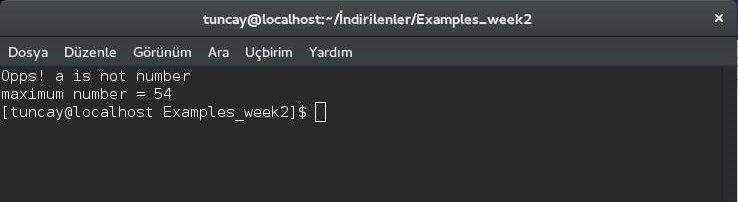 tuncay@localhost:~/İndirilenler/Examples_week2
Dosya Düzenle Görünüm Ara Uçbirim Yardım
Opps! a is not number
maximum number = 54
[tuncay@localhost Examples_week2]$